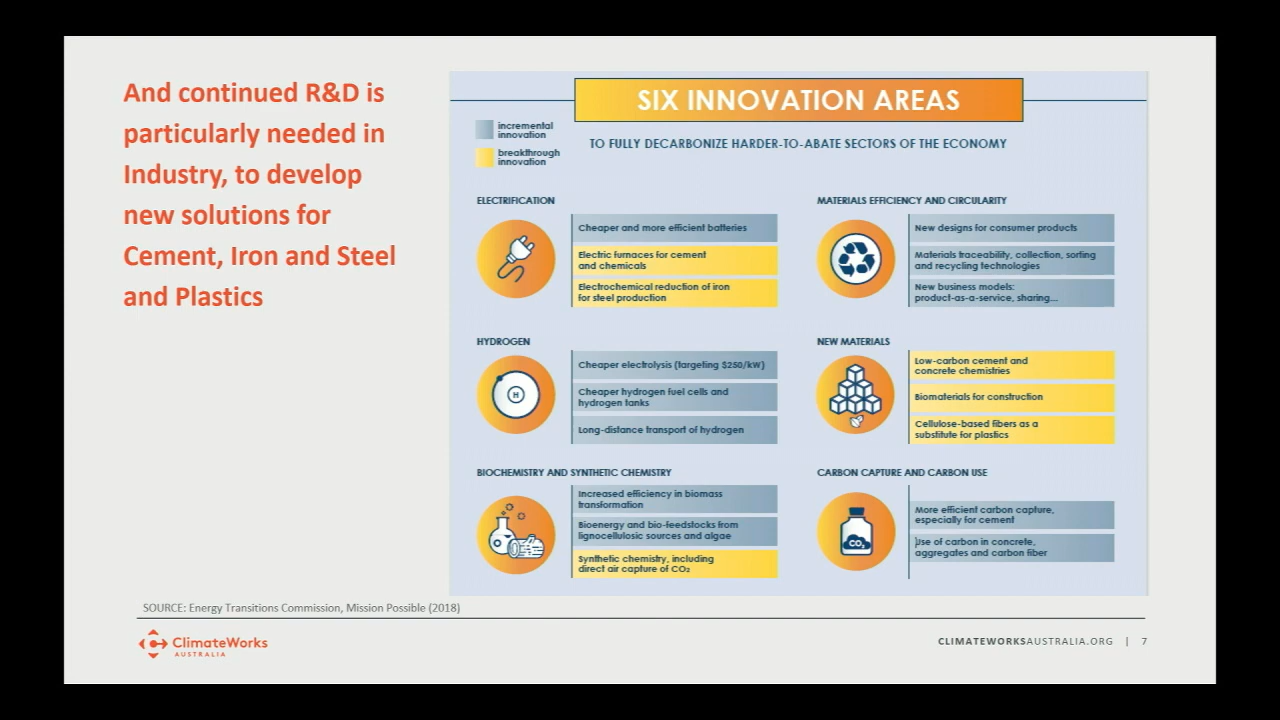 And continued R&D is
particularly needed in
Industry, to develop
new solutions for
Cement, Iron and Steel
and Plastics
SIX INNOVATION AREAS
incremental
innovation
breakthrough
innovation
TO FULLY DECARBONIZE HARDER-TO-ABATE SECTORS OF THE ECONOMY
ELECTRIFICATION
Cheaper and more efficient batteries
Electric furnaces for cement
and chemicals
Electrochemical reduction of iron
for steel production
MATERIALS EFFICIENCY AND CIRCULARITY
New designs for consumer products
Materials traceability, collection, sorting
and recycling technologies
New business models:
product-as-a-service, sharing...
HYDROGEN
H
Cheaper electrolysis (targeting $250/kW)
Cheaper hydrogen fuel cells and
hydrogen tanks
Long-distance transport of hydrogen
NEW MATERIALS
Low-carbon cement and
concrete chemistries
Biomaterials for construction
Cellulose-based fibers as a
substitute for plastics
BIOCHEMISTRY AND SYNTHETIC CHEMISTRY
Increased efficiency in biomass
transformation
Bioenergy and bio-feedstocks from
lignocellulosic sources and algae
Synthetic chemistry, including
direct air capture of CO₂
CARBON CAPTURE AND CARBON USE
CO₂
More efficient carbon capture,
especially for cement
Use of carbon in concrete,
aggregates and carbon fiber
SOURCE: Energy Transitions Commission, Mission Possible (2018)
ClimateWorks
AUSTRALIA
CLIMATEWORKSAUSTRALIA.ORG | 7